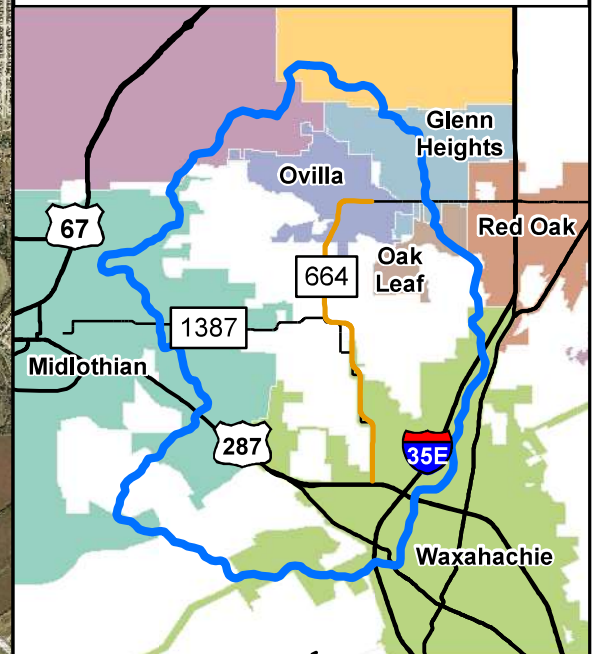 Glenn
Heights
Ovilla
67
Red Oak
Oak
Leaf
664
1387
Midlothian
287
35E
Waxahachie